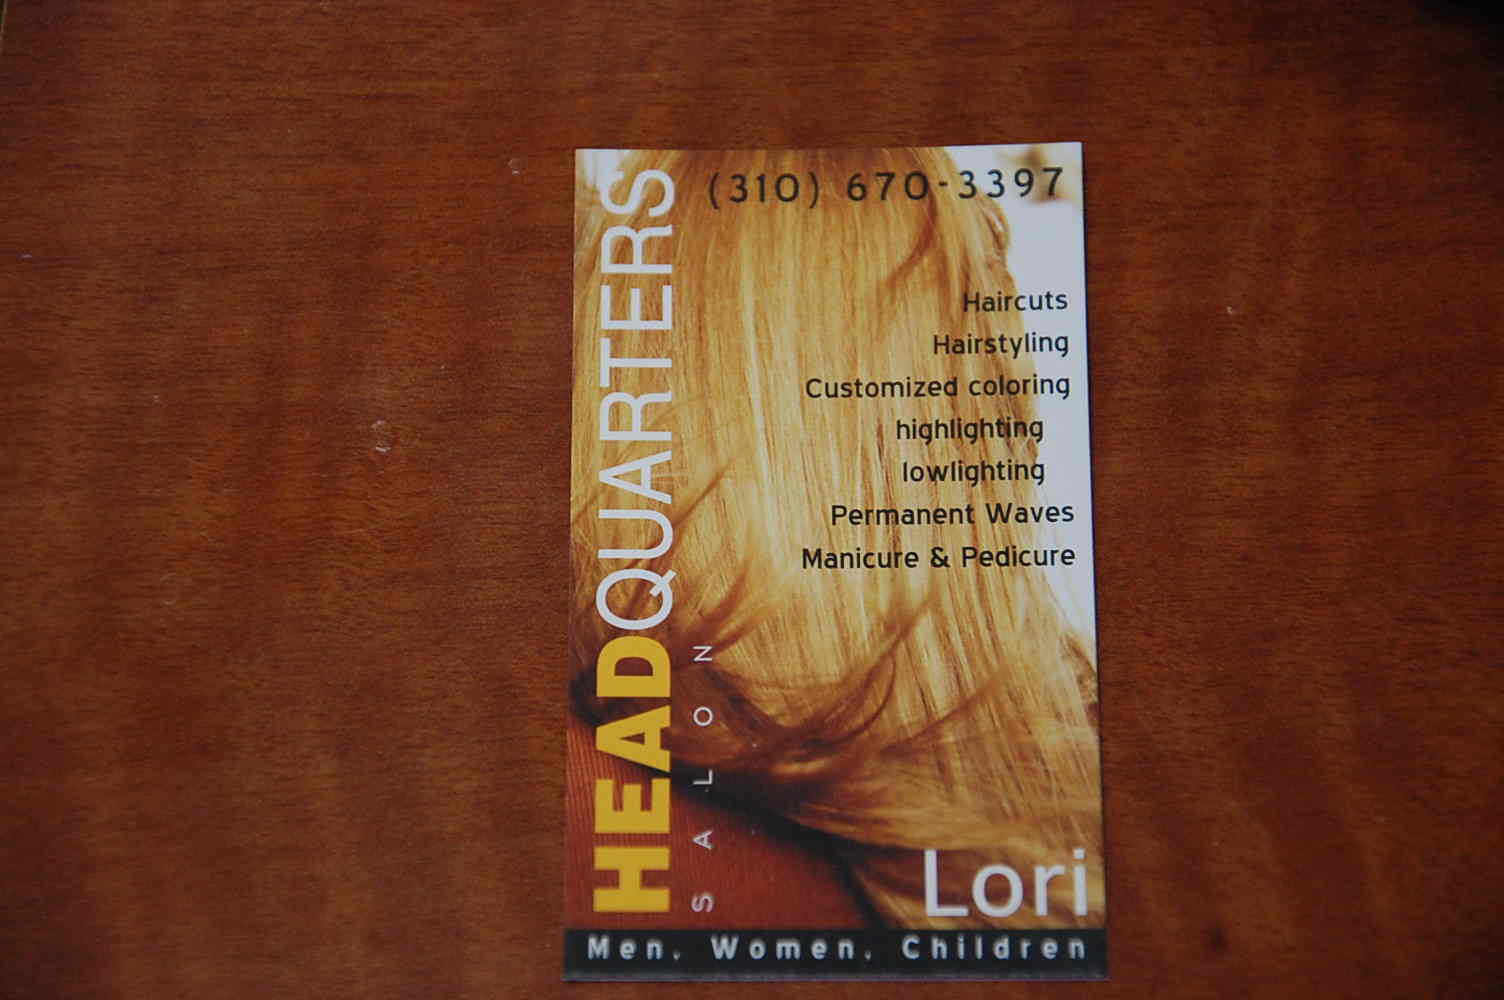 HEADQUARTERS
SALON
(310) 670-3397
Haircuts
Hairstyling
Customized coloring
highlighting
lowlighting
Permanent Waves
Manicure & Pedicure
Lori
Men. Women. Children